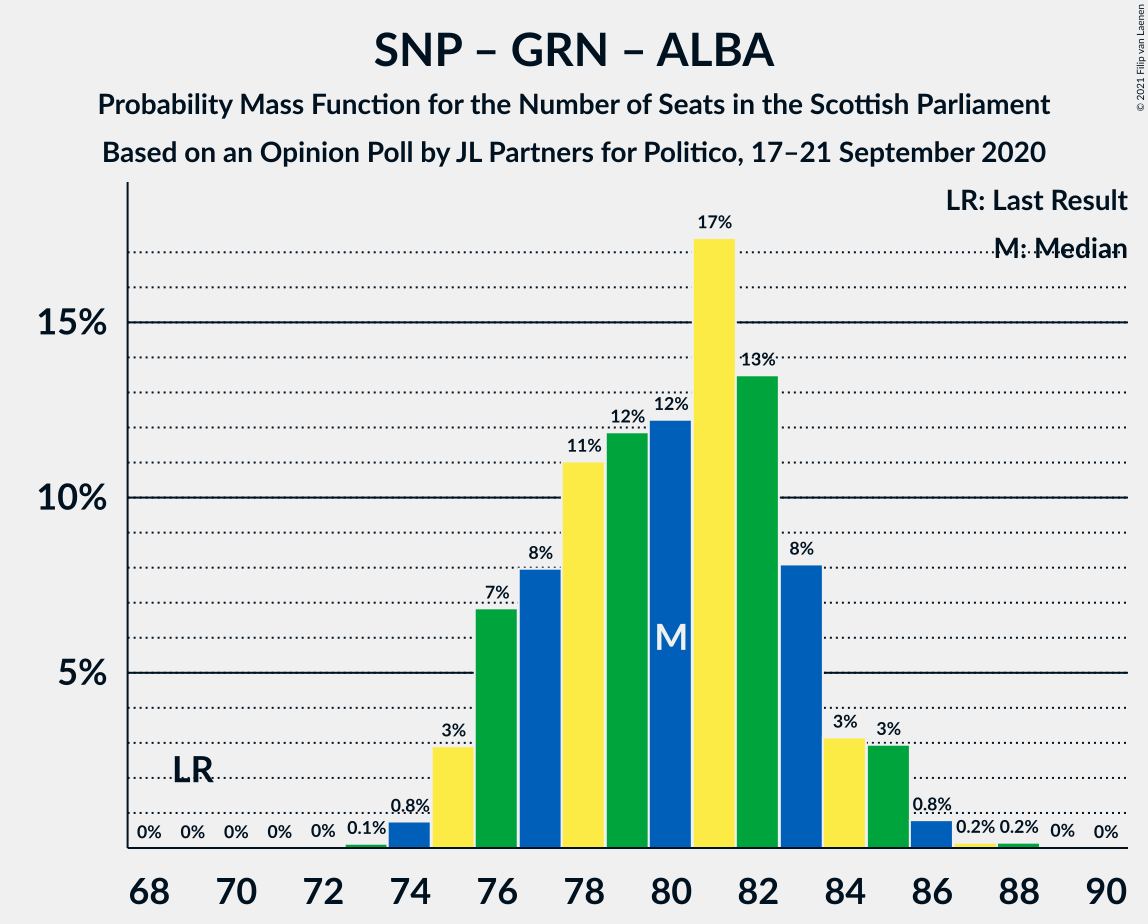 SNP – GRN – ALBA
Probability Mass Function for the Number of Seats in the Scottish Parliament
Based on an Opinion Poll by JL Partners for Politico, 17–21 September 2020
© 2021 Filip van Laenen
LR: Last Result
M: Median
15%
10%
5%
17%
13%
12%
12%
11%
8%
8%
7%
3%
3%
3%
0.8%
0.8%
0.1%
0.2%
0.2%
0%
0%
0%
0%
0%
0%
0%
LR
M
68 70 72 74 76 78 80 82 84 86 88 90